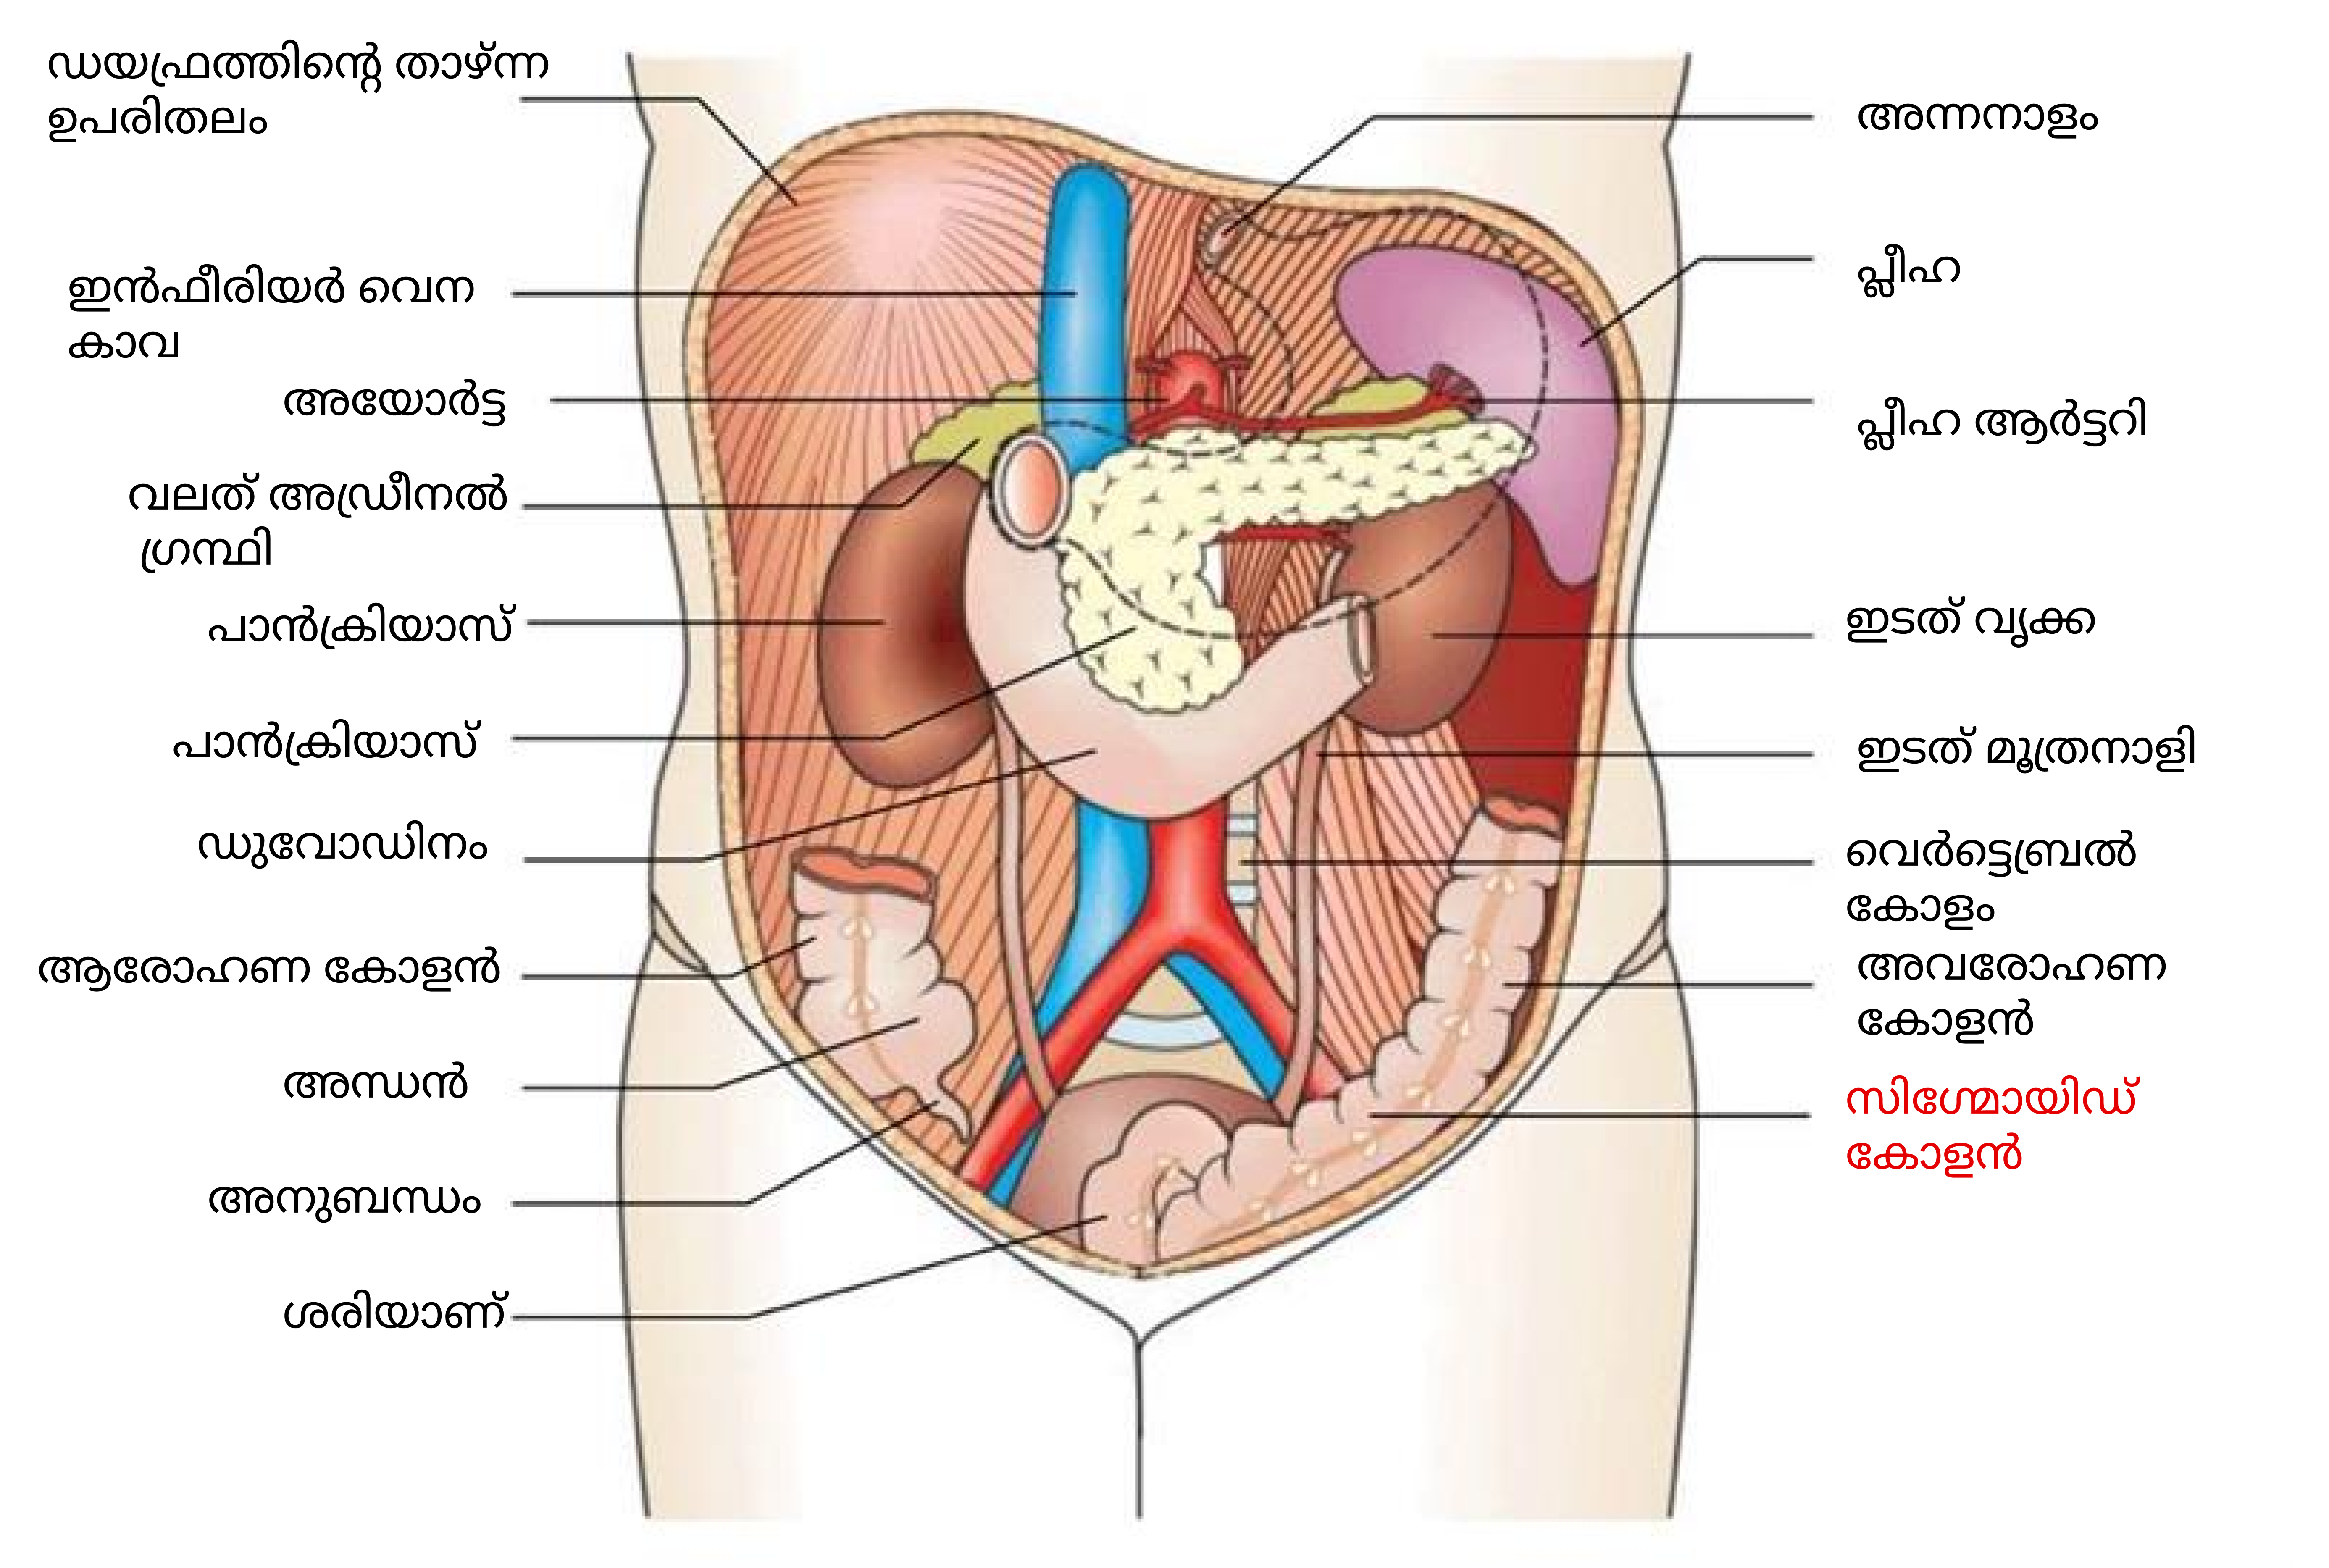 ഡയഫ്രത്തിന്റെ താഴ്ന്ന
ഉപരിതലം
ഇൻഫീരിയർ വെന
കാവ
അയോർട്ട
വലത് അഡ്രീനൽ
ഗ്രന്ഥി
പാൻക്രിയാസ്
പാൻക്രിയാസ്
ഡുവോഡിനം
ആരോഹണ കോളൻ
അന്ധൻ
അനുബന്ധം
ശരിയാണ്
അന്നനാളം
പ്ലീഹ
പ്ലീഹ ആർട്ടറി
ഇടത് വൃക്ക
ഇടത് മൂത്രനാളി
വെർട്ടെബ്രൽ
കോളം
അവരോഹണ
കോളൻ
സിഗ്മോയിഡ്
കോളൻ